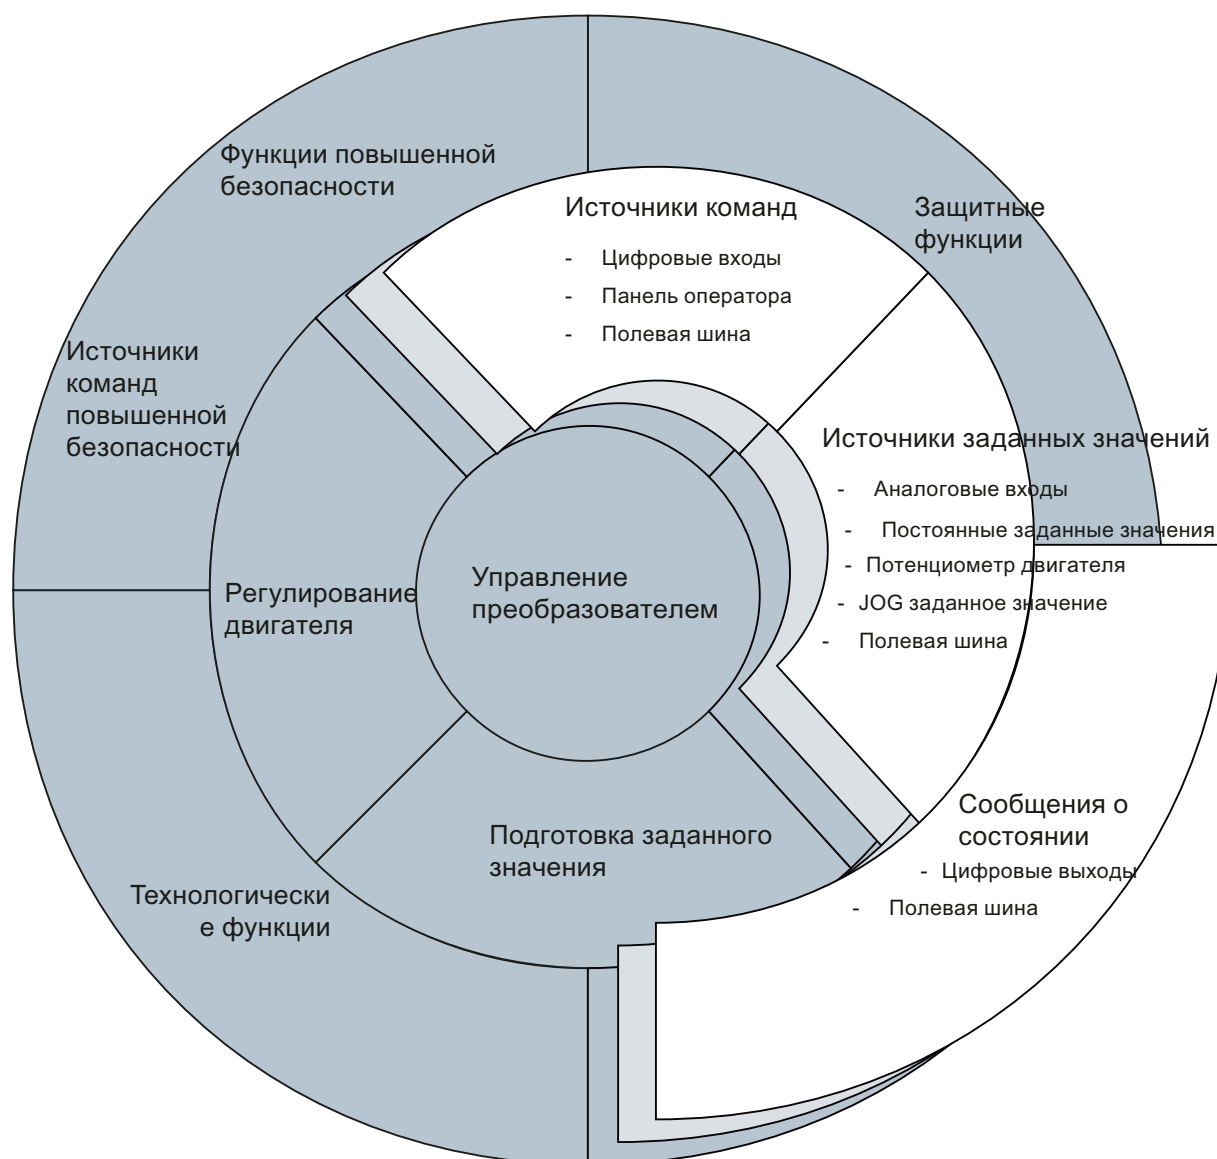 Функции повышенной
безопасности
Источники команд
- Цифровые входы
- Панель оператора
- Полевая шина
Защитные
функции
Источники
команд
повышенной
безопасности
Источники заданных значений
- Аналоговые входы
- Постоянные заданные значения
- Потенциометр двигателя
- JOG заданное значение
- Полевая шина
Регулирование
двигателя
Управление
преобразователем
Подготовка заданного
значения
Сообщения о
состоянии
- Цифровые выходы
- Полевая шина
Технологически
е функции